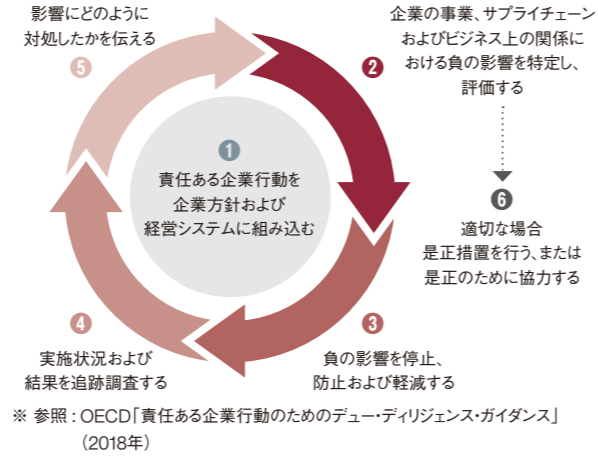 ❶
責任ある企業行動を
企業方針および
経営システムに組み込む
❷
企業の事業、サプライチェーン
およびビジネス上の関係に
おける負の影響を特定し、
評価する
❸
負の影響を停止、
防止および軽減する
❹
実施状況および
結果を追跡調査する
❺
影響にどのように
対処したかを伝える
❻
適切な場合
是正措置を行う、または
是正のために協力する
※ 参照：OECD「責任ある企業行動のためのデュー・ディリジェンス・ガイダンス」
（2018年）